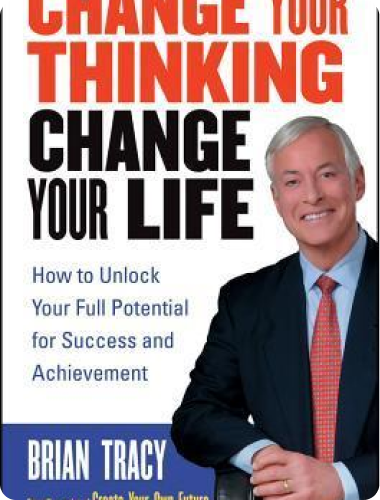 CHANGE YOUR
THINKING
CHANGE
YOUR LIFE
How to Unlock
Your Full Potential
for Success and
Achievement
BRIAN TRACY
Create Your Own Future